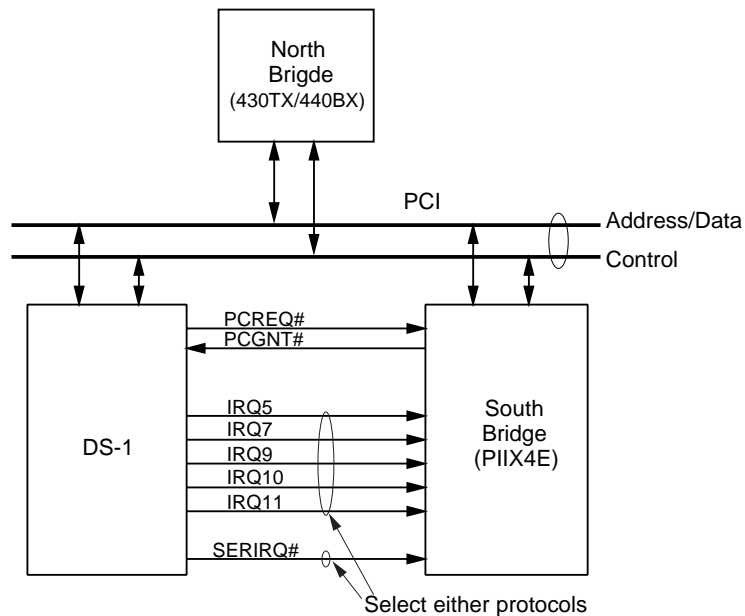 North
Brigde
(430TX/440BX)
PCI
Address/Data
Control
PCREQ#
PCGNT#
IRQ5
IRQ7
IRQ9
IRQ10
IRQ11
SERIRQ#
DS-1
South
Bridge
(PIIX4E)
Select either protocols